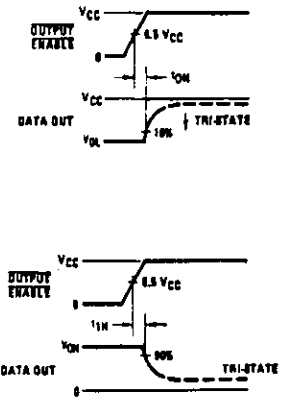 VCC
OUTPUT
ENABLE
0.5 VCC
0
t0H
VCC
DATA OUT
TRI-STATE
10%
VOL
VCC
OUTPUT
ENABLE
0.5 VCC
0
t1H
VOH
90%
DATA OUT
TRI-STATE
0